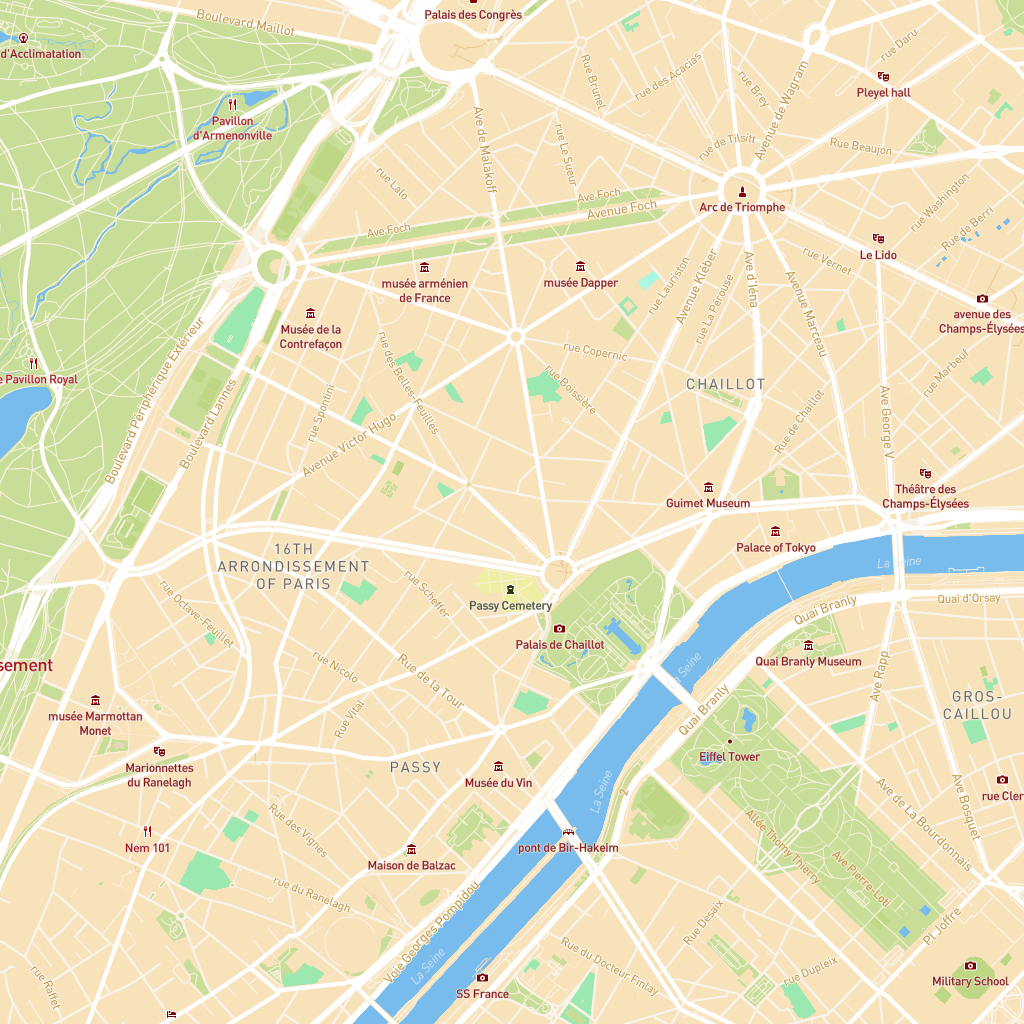 Palais des Congrès
Boulevard Maillot
d'Acclimatation
rue Daru
rue des Acacias
Rue Brunel
rue Brey
Avenue de Wagram
Pleyel hall
Pavillon
d'Armenonville
Ave de Malakoff
rue Le Sueur
rue de Tilsitt
Rue Beaujon
rue Lalo
Ave Foch
Avenue Foch
Ave Foch
Arc de Triomphe
rue Washington
Rue de Berri
Le Lido
rue Vernet
musée arménien
de France
musée Dapper
rue Lauriston
Avenue Kléber
rue La Perouse
Ave d'Iéna
Avenue Marceau
avenue des
Champs-Élysées
Musée de la
Contrefaçon
Boulevard Périphérique Extérieur
Boulevard Lannes
rue des Belles-Feuilles
rue Copernic
rue Boissière
CHAILLOT
rue Marbeuf
e Pavillon Royal
rue Spontini
Avenue Victor Hugo
Rue de Chaillot
Ave George V
Guimet Museum
Théâtre des
Champs-Élysées
Palace of Tokyo
La Seine
16TH
ARRONDISSEMENT
OF PARIS
rue Scheffer
Passy Cemetery
Quai d'Orsay
Quai Branly
rue Octave-Feuillet
Palais de Chaillot
Quai Branly Museum
La Seine
ssement
rue Nicolo
Rue de la Tour
Rue Vital
Ave Rapp
Quai Branly
GROS-
CAILLOU
musée Marmottan
Monet
Marionnettes
du Ranelagh
PASSY
Musée du Vin
Eiffel Tower
La Seine
2
Ave Bosquet
rue Cler
Ave de La Bourdonnais
Rue des Vignes
Nem 101
Maison de Balzac
pont de Bir-Hakeim
Allée Thomy Thierry
Ave Pierre-Loti
rue du Ranelagh
Voie Georges Pompidou
Rue Desaix
Pl Joffre
La Seine
Rue du Docteur Finlay
rue Dupleix
rue Raffet
SS France
Military School